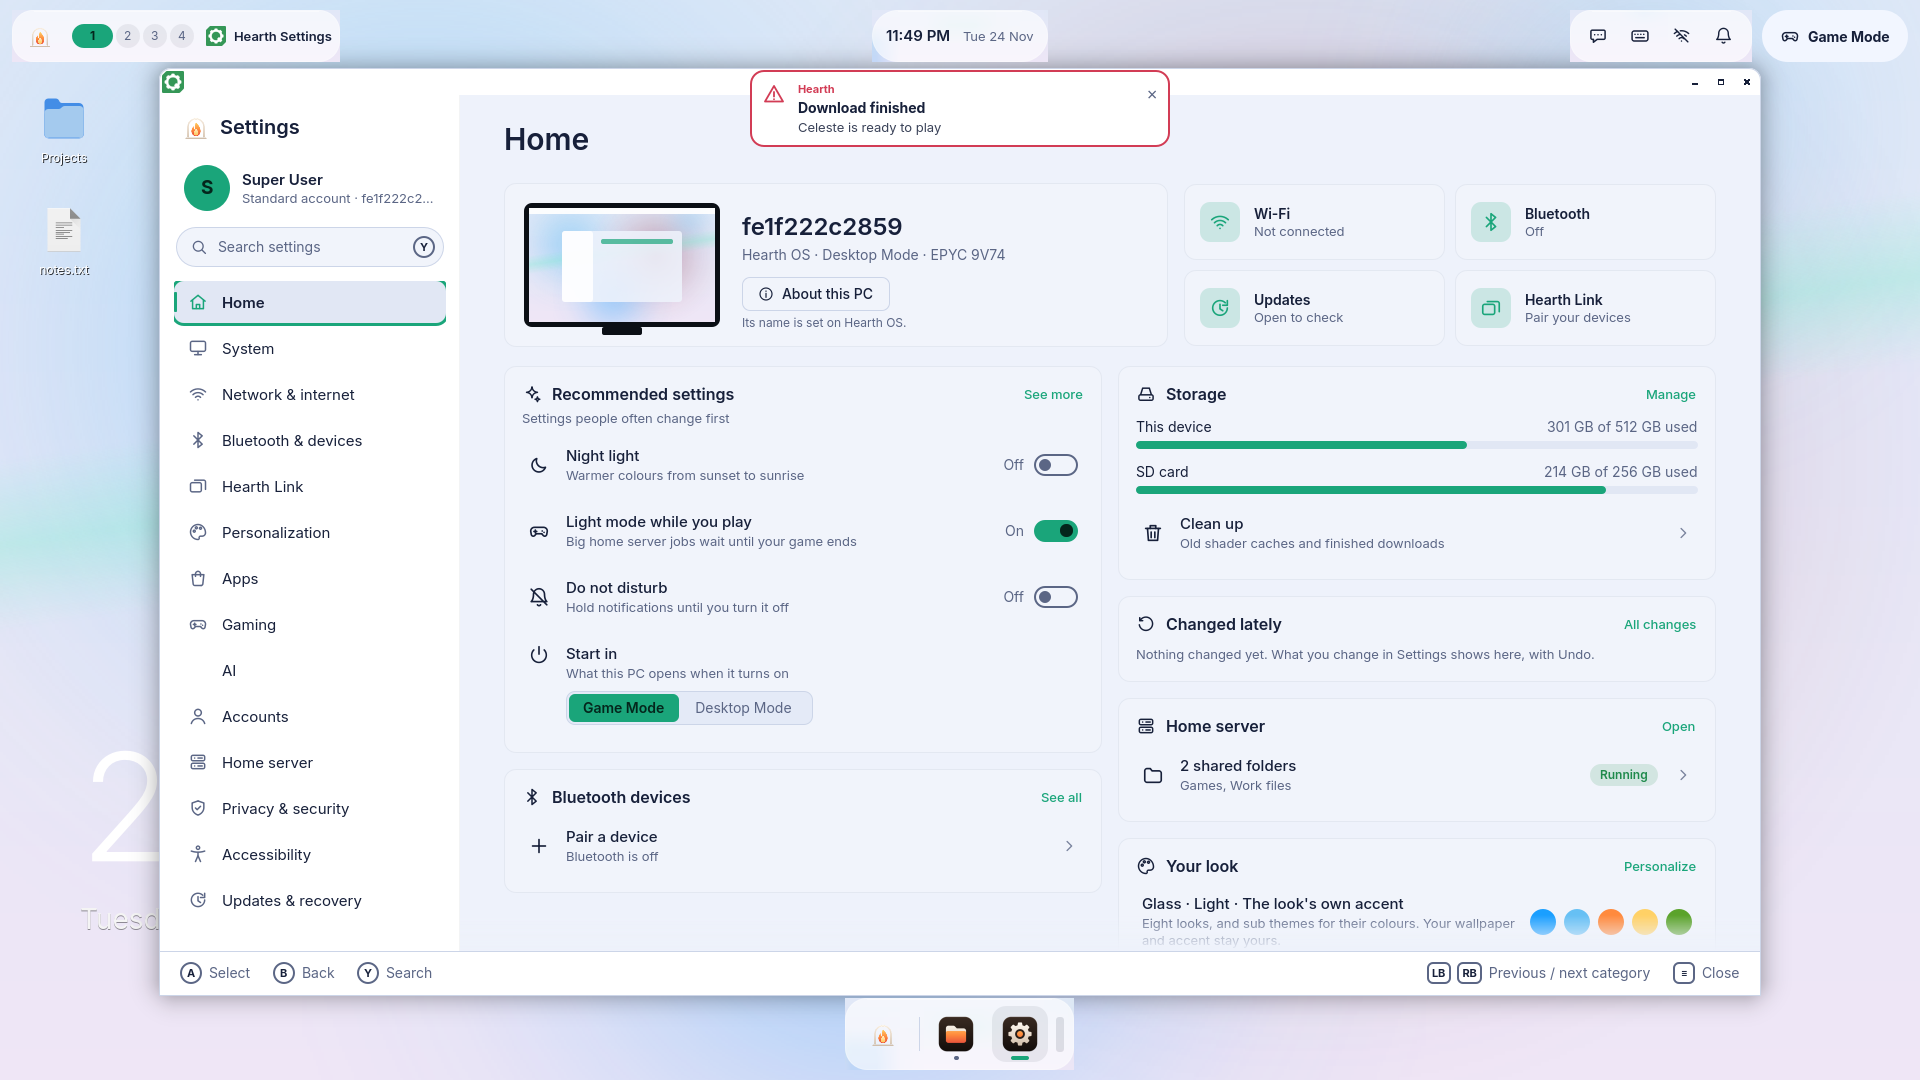 1 2 3 4 Hearth Settings
11:49 PM Tue 24 Nov
Game Mode
Projects
notes.txt
2
Tuesd
Settings
Super User
Standard account · fe1f222c2...
Search settings Y
Home
System
Network & internet
Bluetooth & devices
Hearth Link
Personalization
Apps
Gaming
AI
Accounts
Home server
Privacy & security
Accessibility
Updates & recovery
Hearth
Download finished
Celeste is ready to play
Home
fe1f222c2859
Hearth OS · Desktop Mode · EPYC 9V74
About this PC
Its name is set on Hearth OS.
Wi-Fi
Not connected
Bluetooth
Off
Updates
Open to check
Hearth Link
Pair your devices
Recommended settings See more
Settings people often change first
Night light
Warmer colours from sunset to sunrise
Off
Light mode while you play
Big home server jobs wait until your game ends
On
Do not disturb
Hold notifications until you turn it off
Off
Start in
What this PC opens when it turns on
Game Mode Desktop Mode
Bluetooth devices See all
Pair a device
Bluetooth is off
Storage Manage
This device 301 GB of 512 GB used
SD card 214 GB of 256 GB used
Clean up
Old shader caches and finished downloads
Changed lately All changes
Nothing changed yet. What you change in Settings shows here, with Undo.
Home server Open
2 shared folders
Games, Work files
Running
Your look Personalize
Glass · Light · The look's own accent
Eight looks, and sub themes for their colours. Your wallpaper
and accent stay yours.
A Select B Back Y Search
LB RB Previous / next category Close
S